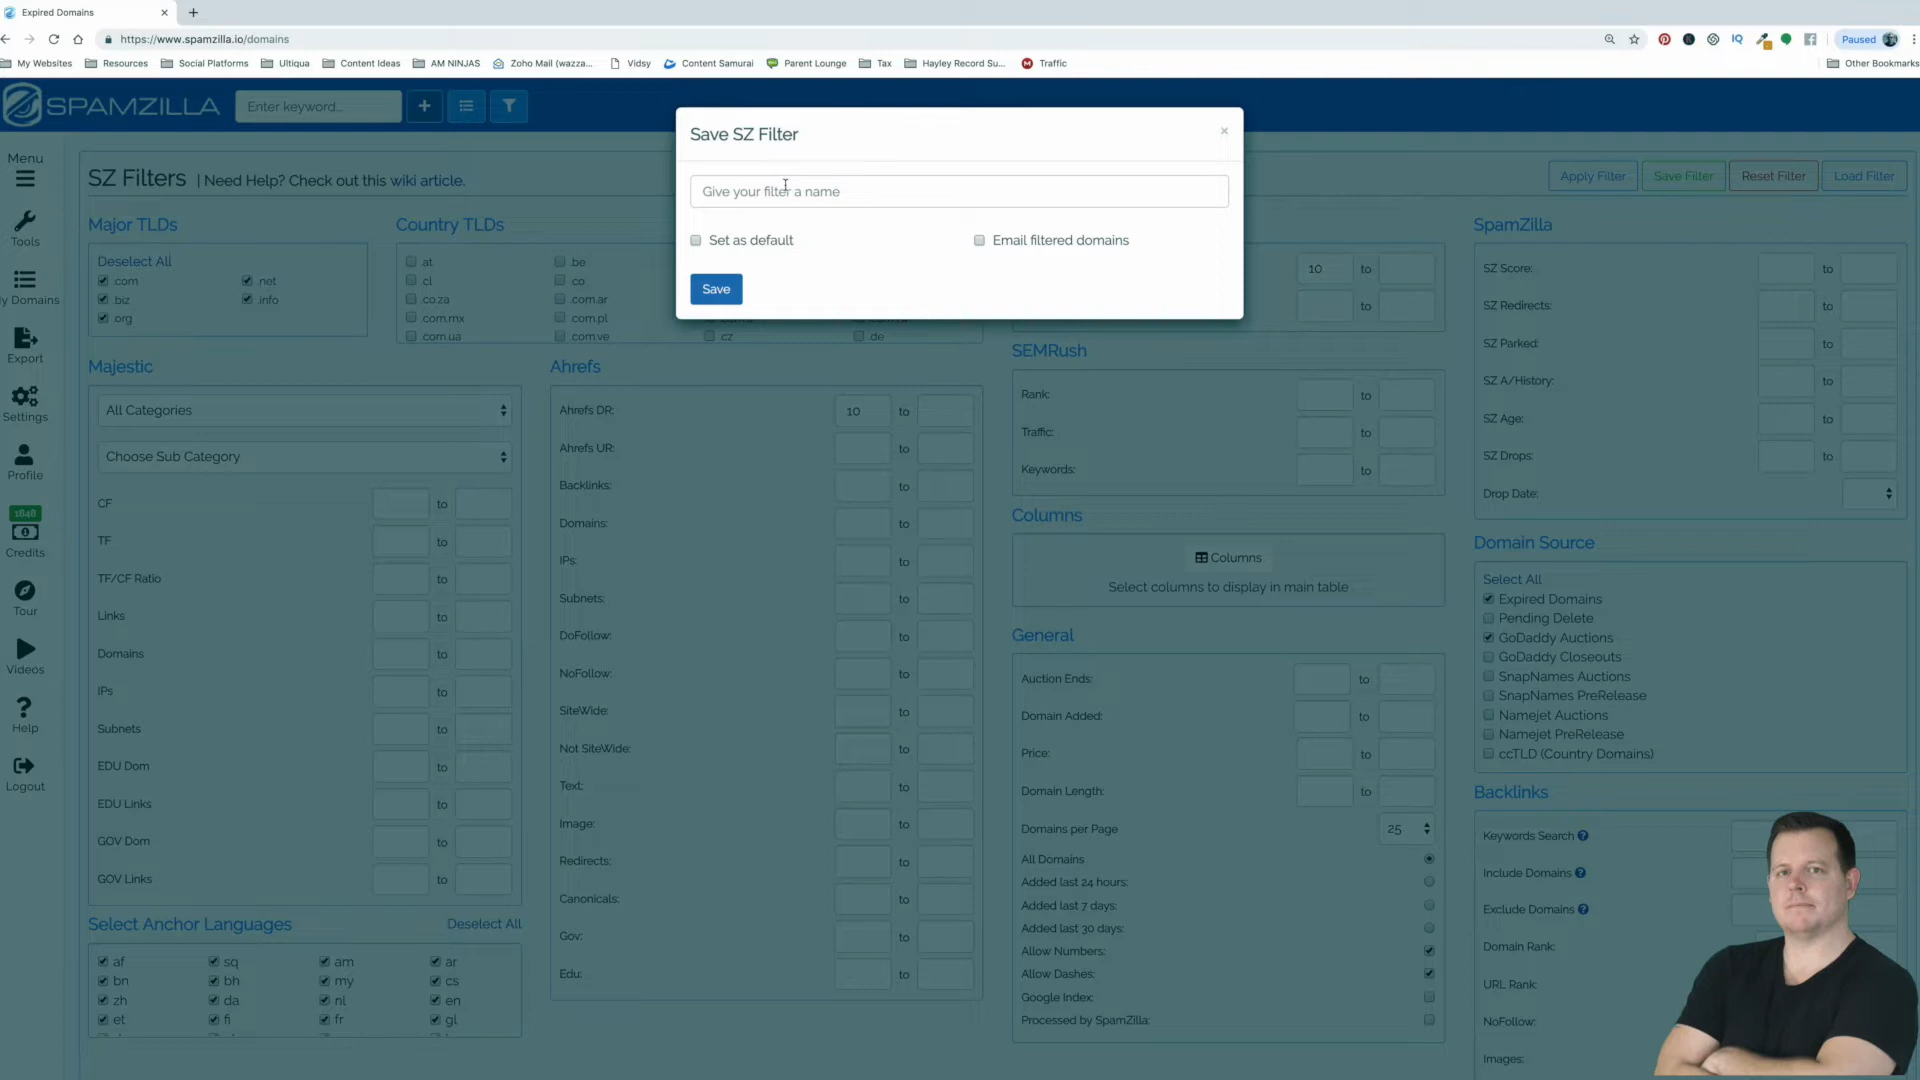 Expired Domains
https://www.spamzilla.io/domains
Paused
My Websites
Resources
Social Platforms
Ultiqua
Content Ideas
AM NINJAS
Zoho Mail (wazza...
Vidsy
Content Samurai
Parent Lounge
Tax
Hayley Record Su...
Traffic
Other Bookmarks
SPAMZILLA
Enter keyword...
Save SZ Filter
Give your filter a name
Set as default
Email filtered domains
Save
Menu
Tools
y Domains
Export
Settings
Profile
1848
Credits
Tour
Videos
Help
Logout
SZ Filters | Need Help? Check out this wiki article.
Apply Filter
Save Filter
Reset Filter
Load Filter
Major TLDs
Deselect All
.com
.net
.biz
.info
.org
Country TLDs
.at
.be
.cl
.co
.co.za
.com.ar
.com.mx
.com.pl
.com.ua
.com.ve
.cz
.de
10 to
to
Majestic
All Categories
Choose Sub Category
CF to
TF to
TF/CF Ratio to
Links to
Domains to
IPs to
Subnets to
EDU Dom to
EDU Links to
GOV Dom to
GOV Links to
Select Anchor Languages
Deselect All
af sq am ar
bn bh my cs
zh da nl en
et fi fr gl
Ahrefs
Ahrefs DR: 10 to
Ahrefs UR: to
Backlinks: to
Domains: to
IPs: to
Subnets: to
DoFollow: to
NoFollow: to
SiteWide: to
Not SiteWide: to
Text: to
Image: to
Redirects: to
Canonicals: to
Gov: to
Edu: to
SEMRush
Rank: to
Traffic: to
Keywords: to
Columns
Columns
Select columns to display in main table
General
Auction Ends: to
Domain Added: to
Price: to
Domain Length: to
Domains per Page 25
All Domains
Added last 24 hours:
Added last 7 days:
Added last 30 days:
Allow Numbers:
Allow Dashes:
Google Index:
Processed by SpamZilla:
SpamZilla
SZ Score: to
SZ Redirects: to
SZ Parked: to
SZ A/History: to
SZ Age: to
SZ Drops: to
Drop Date:
Domain Source
Select All
Expired Domains
Pending Delete
GoDaddy Auctions
GoDaddy Closeouts
SnapNames Auctions
SnapNames PreRelease
Namejet Auctions
Namejet PreRelease
ccTLD (Country Domains)
Backlinks
Keywords Search
Include Domains
Exclude Domains
Domain Rank:
URL Rank:
NoFollow:
Images: